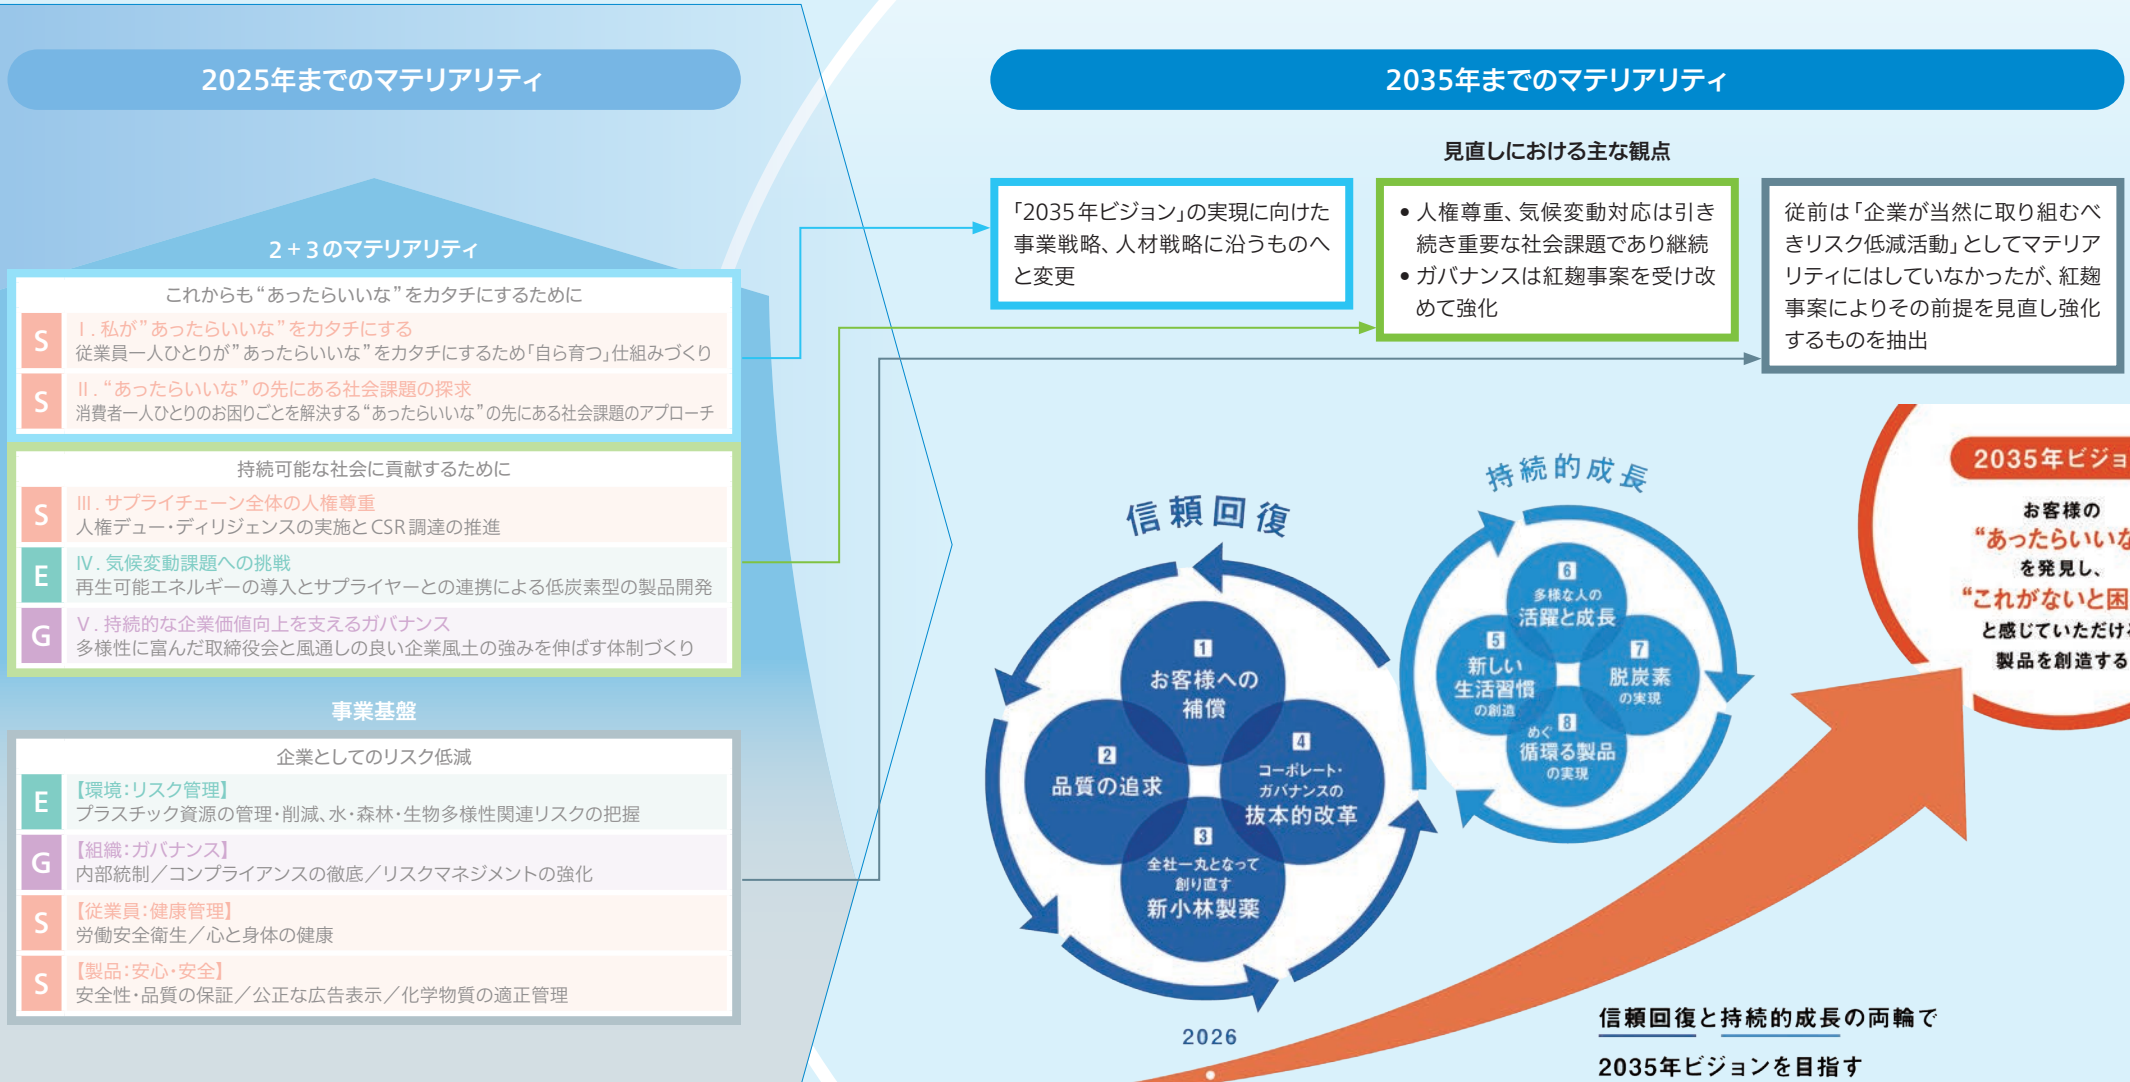 2025年までのマテリアリティ
2+3のマテリアリティ
これからも“あったらいいな”をカタチにするために
S
Ⅰ. 私が”あったらいいな”をカタチにする
従業員一人ひとりが”あったらいいな”をカタチにするため「自ら育つ」仕組みづくり
S
Ⅱ. “あったらいいな”の先にある社会課題の探求
消費者一人ひとりのお困りごとを解決する“あったらいいな”の先にある社会課題のアプローチ
持続可能な社会に貢献するために
S
Ⅲ. サプライチェーン全体の人権尊重
人権デュー・ディリジェンスの実施とCSR調達の推進
E
Ⅳ. 気候変動課題への挑戦
再生可能エネルギーの導入とサプライヤーとの連携による低炭素型の製品開発
G
Ⅴ. 持続的な企業価値向上を支えるガバナンス
多様性に富んだ取締役会と風通しの良い企業風土の強みを伸ばす体制づくり
事業基盤
企業としてのリスク低減
E
【環境:リスク管理】
プラスチック資源の管理・削減、水・森林・生物多様性関連リスクの把握
G
【組織:ガバナンス】
内部統制／コンプライアンスの徹底／リスクマネジメントの強化
S
【従業員:健康管理】
労働安全衛生／心と身体の健康
S
【製品:安心・安全】
安全性・品質の保証／公正な広告表示／化学物質の適正管理
2035年までのマテリアリティ
見直しにおける主な観点
「2035年ビジョン」の実現に向けた
事業戦略、人材戦略に沿うものへ
と変更
• 人権尊重、気候変動対応は引き
続き重要な社会課題であり継続
• ガバナンスは紅麹事案を受け改
めて強化
従前は「企業が当然に取り組むべ
きリスク低減活動」としてマテリア
リティにはしていなかったが、紅麹
事案によりその前提を見直し強化
するものを抽出
信頼回復
1
お客様への
補償
2
品質の追求
3
全社一丸となって
創り直す
新小林製薬
4
コーポレート・
ガバナンスの
抜本的改革
2026
持続的成長
5
新しい
生活習慣
の創造
6
多様な人の
活躍と成長
7
脱炭素
の実現
8
めぐ
循環る製品
の実現
2035年ビジョ
お客様の
“あったらいいな
を発見し、
“これがないと困
と感じていただける
製品を創造する
信頼回復と持続的成長の両輪で
2035年ビジョンを目指す